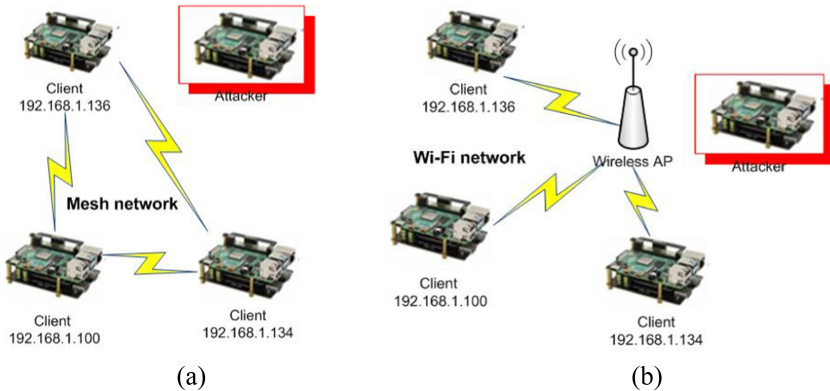 Client
192.168.1.136
Attacker
Mesh network
Client
192.168.1.100
Client
192.168.1.134
(a)
Client
192.168.1.136
Wireless AP
Attacker
Wi-Fi network
Client
192.168.1.100
Client
192.168.1.134
(b)